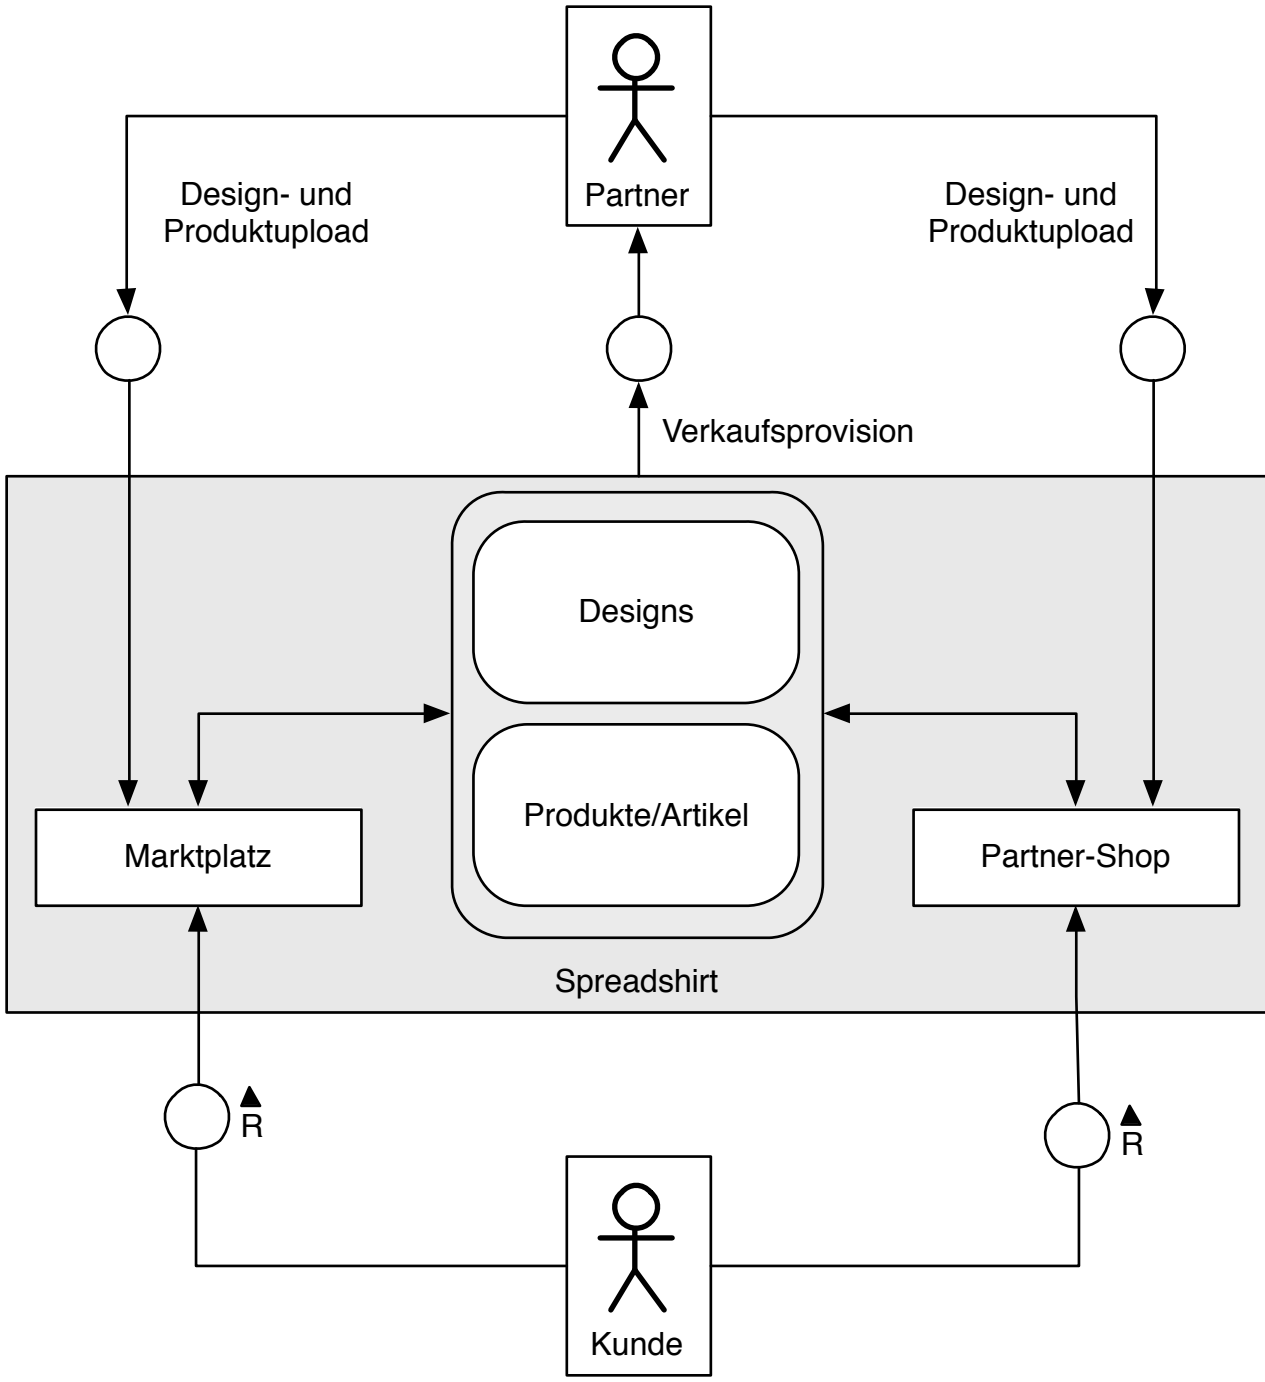 Partner
Design- und
Produktupload
Design- und
Produktupload
Verkaufsprovision
Designs
Produkte/Artikel
Marktplatz
Partner-Shop
Spreadshirt
R
R
Kunde